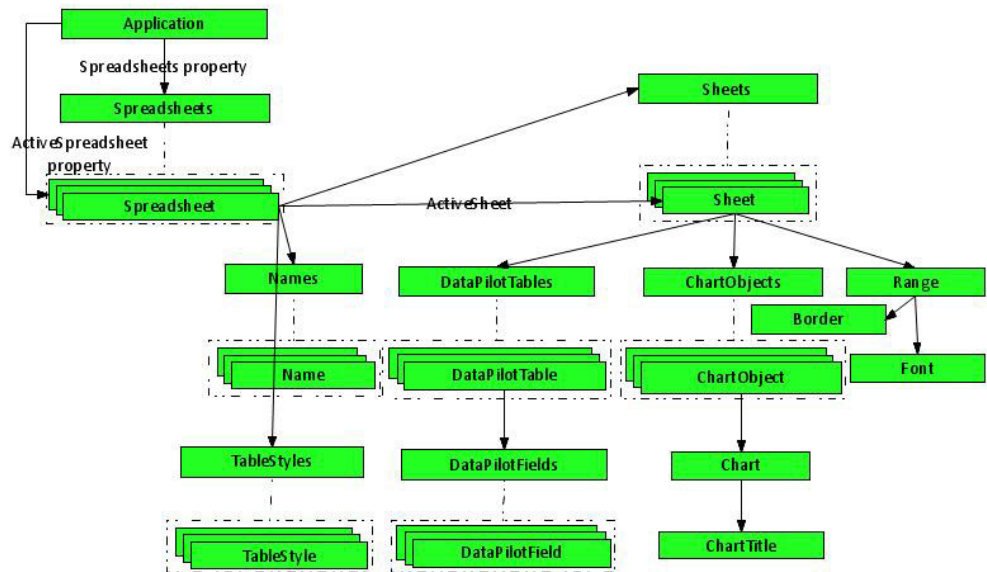 Application
Spreadsheets property
Sheets
Spreadsheets
ActiveSpreadsheet
property
Spreadsheet
ActiveSheet
Sheet
Names
DataPilotTables
ChartObjects
Range
Border
Name
DataPilotTable
ChartObject
Font
TableStyles
DataPilotFields
Chart
TableStyle
DataPilotField
ChartTitle